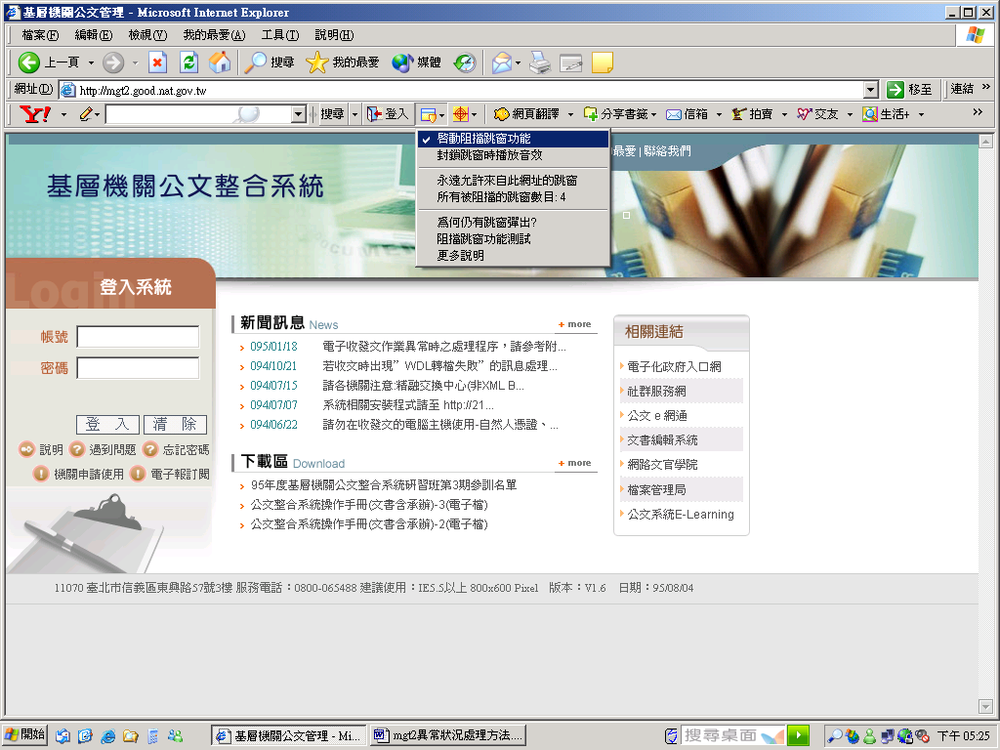 基層機關公文管理 - Microsoft Internet Explorer
檔案(F) 編輯(E) 檢視(V) 我的最愛(A) 工具(T) 說明(H)
上一頁 搜尋 我的最愛 媒體
網址(D) http://mgt2.good.nat.gov.tw 移至 連結 »
Y! 搜尋 登入 網頁翻譯 分享書籤 信箱 拍賣 交友 生活+ »
啓動阻擋跳窗功能
封鎖跳窗時播放音效
永遠允許來自此網址的跳窗
所有被阻擋的跳窗數目: 4
爲何仍有跳窗彈出?
阻擋跳窗功能測試
更多說明
最愛 | 聯絡我們
基層機關公文整合系統
Login
登入系統
帳號
密碼
登 入 清 除
說明 遇到問題 忘記密碼
機關申請使用 電子報訂閱
新聞訊息 News + more
095/01/18 電子收發文作業異常時之處理程序，請參考附...
094/10/21 若收文時出現”WDL轉檔失敗”的訊息處理...
094/07/15 請各機關注意:精融交換中心(非XML B...
094/07/07 系統相關安裝程式請至 http://21...
094/06/22 請勿在收發文的電腦主機使用-自然人憑證、...
下載區 Download + more
95年度基層機關公文整合系統研習班第3期參訓名單
公文整合系統操作手冊(文書含承辦)-3(電子檔)
公文整合系統操作手冊(文書含承辦)-2(電子檔)
相關連結
電子化政府入口網
社群服務網
公文 e 網通
文書編輯系統
網路文官學院
檔案管理局
公文系統E-Learning
11070 臺北市信義區東興路57號3樓 服務電話：0800-065488 建議使用：IE5.5以上 800x600 Pixel 版本：V1.6 日期：95/08/04
開始 基層機關公文管理 - Mi... mgt2異常狀況處理方法.... 搜尋桌面 下午 05:25